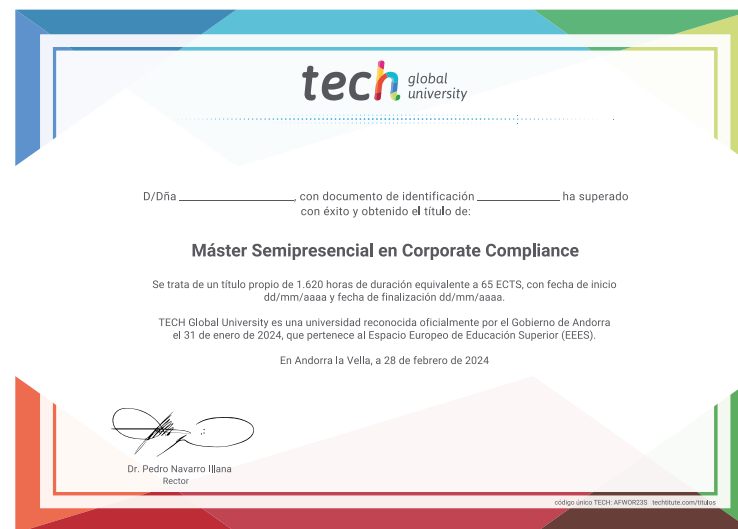 tech global university
D/Dña ____________, con documento de identificación ____________ ha superado
con éxito y obtenido el título de:
Máster Semipresencial en Corporate Compliance
Se trata de un título propio de 1.620 horas de duración equivalente a 65 ECTS, con fecha de inicio
dd/mm/aaaa y fecha de finalización dd/mm/aaaa.
TECH Global University es una universidad reconocida oficialmente por el Gobierno de Andorra
el 31 de enero de 2024, que pertenece al Espacio Europeo de Educación Superior (EEES).
En Andorra la Vella, a 28 de febrero de 2024
Dr. Pedro Navarro Illana
Rector
código único TECH: AFWOR23S techtitute.com/titulos